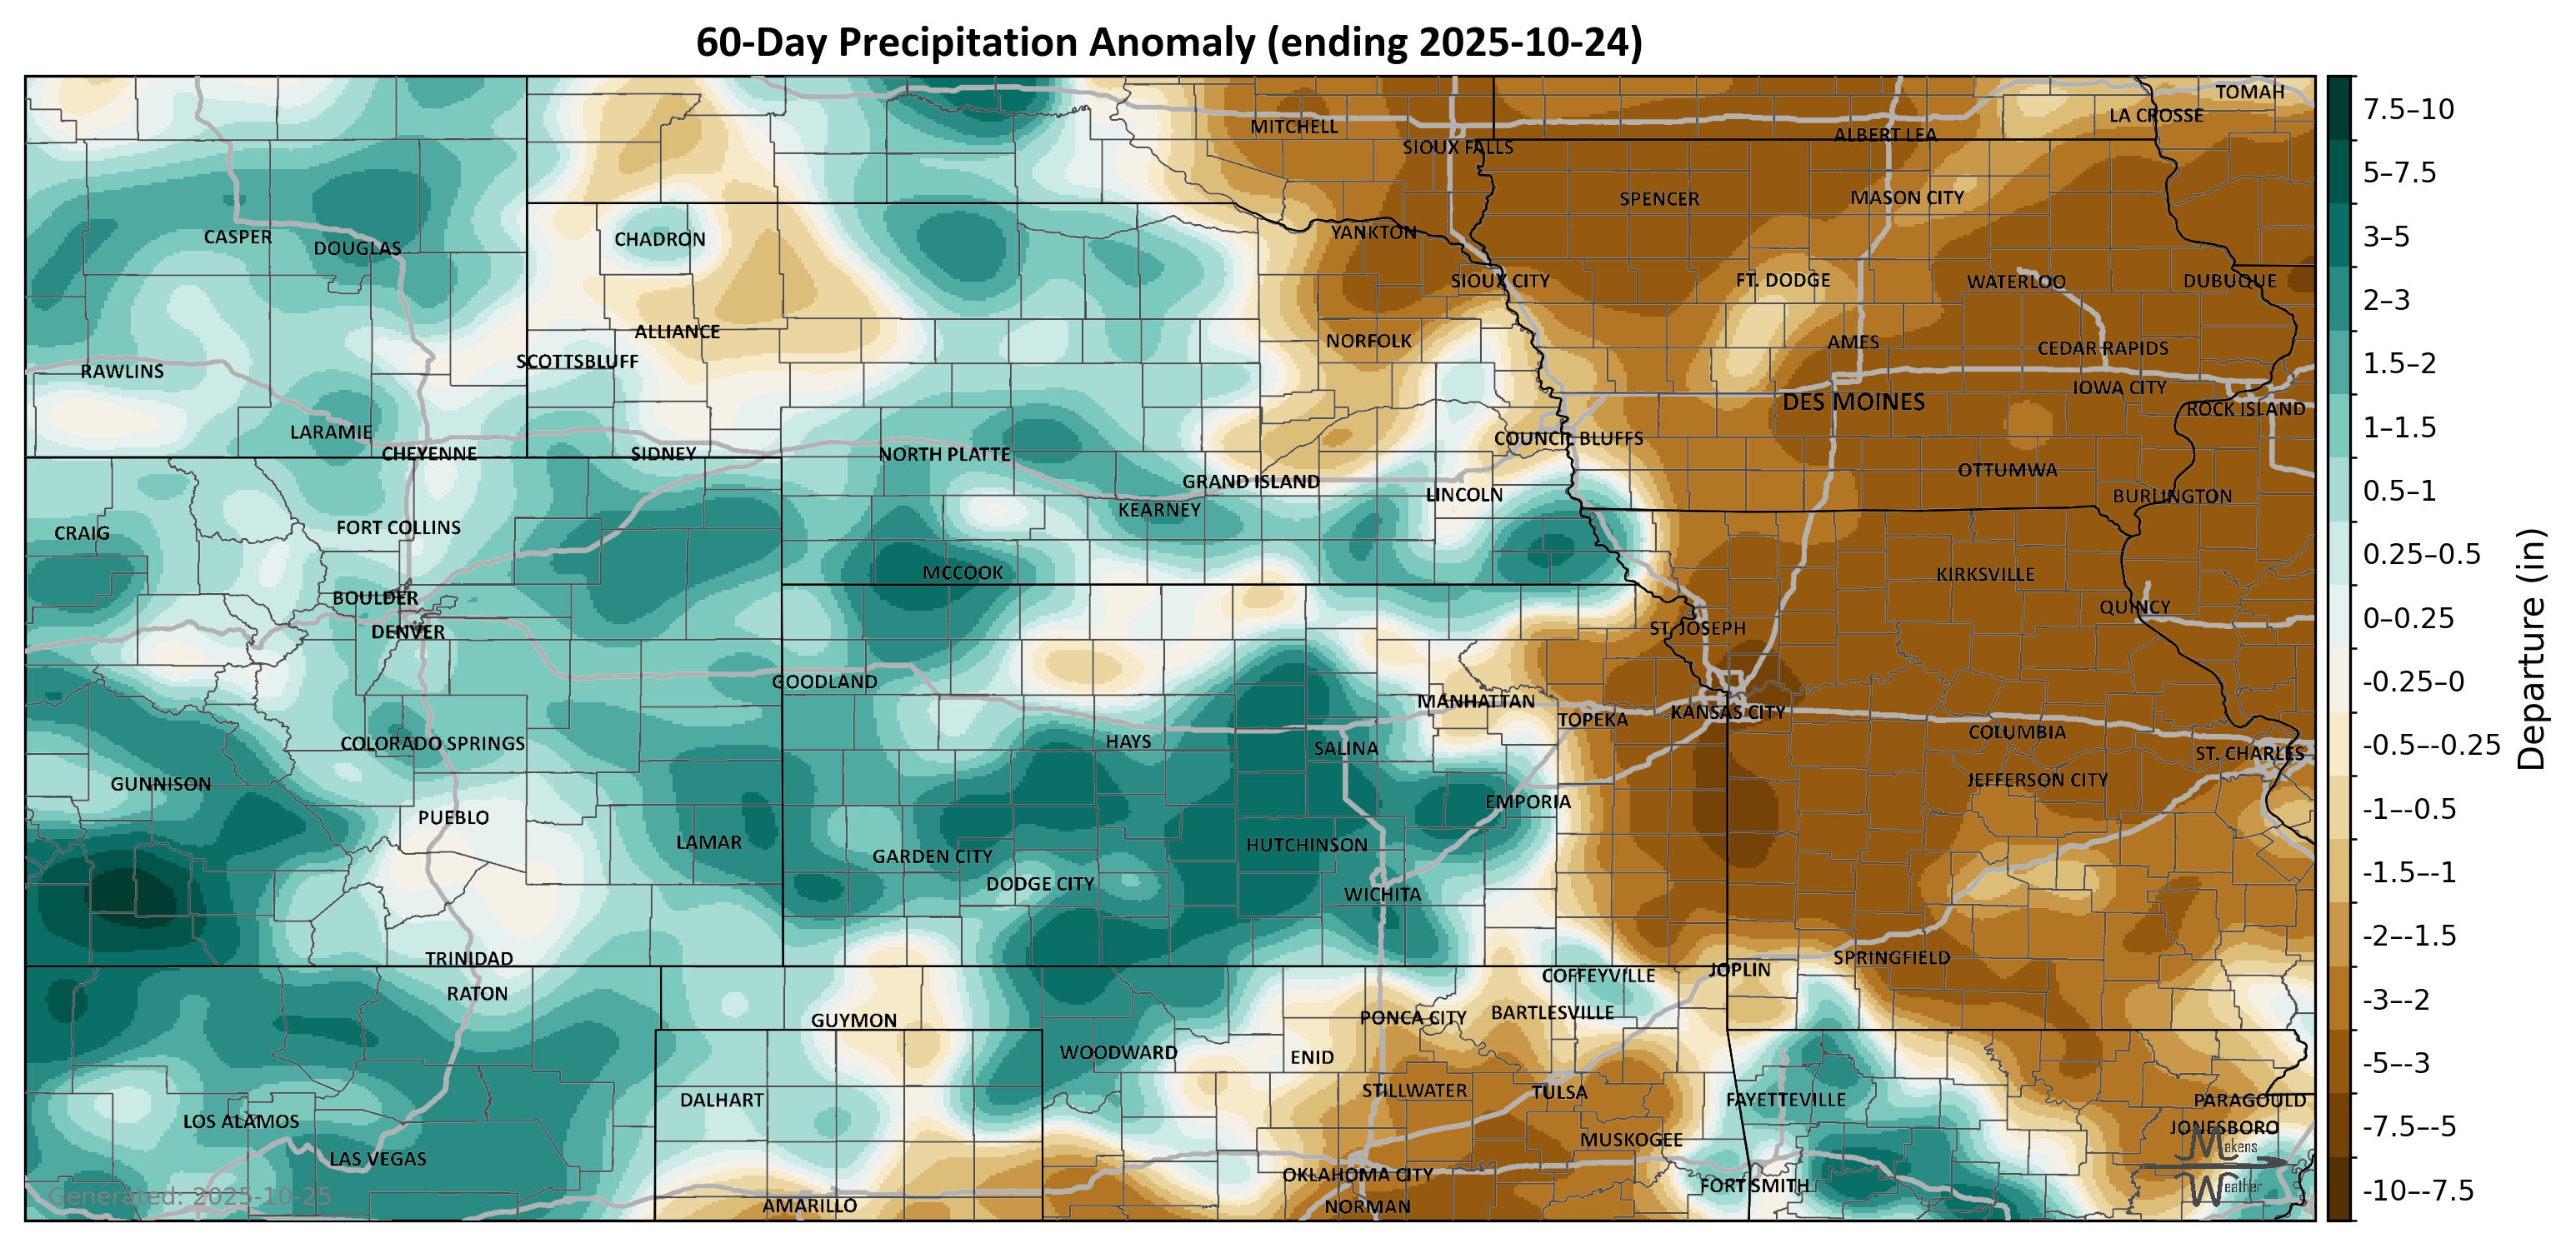 60-Day Precipitation Anomaly (ending 2025-10-24)
TOMAH
LA CROSSE
MITCHELL
ALBERT LEA
SIOUX FALLS
SPENCER
MASON CITY
CASPER
DOUGLAS
CHADRON
YANKTON
SIOUX CITY
FT. DODGE
WATERLOO
DUBUQUE
ALLIANCE
NORFOLK
AMES
CEDAR RAPIDS
SCOTTSBLUFF
RAWLINS
IOWA CITY
DES MOINES
ROCK ISLAND
LARAMIE
COUNCIL BLUFFS
CHEYENNE
SIDNEY
NORTH PLATTE
OTTUMWA
GRAND ISLAND
LINCOLN
BURLINGTON
KEARNEY
CRAIG
FORT COLLINS
MCCOOK
KIRKSVILLE
BOULDER
QUINCY
DENVER
ST. JOSEPH
GOODLAND
MANHATTAN
KANSAS CITY
TOPEKA
COLUMBIA
COLORADO SPRINGS
HAYS
SALINA
ST. CHARLES
GUNNISON
JEFFERSON CITY
EMPORIA
PUEBLO
LAMAR
HUTCHINSON
GARDEN CITY
DODGE CITY
WICHITA
TRINIDAD
SPRINGFIELD
JOPLIN
COFFEYVILLE
RATON
GUYMON
PONCA CITY
BARTLESVILLE
WOODWARD
ENID
STILLWATER
TULSA
DALHART
FAYETTEVILLE
PARAGOULD
LOS ALAMOS
JONESBORO
MUSKOGEE
LAS VEGAS
OKLAHOMA CITY
FORT SMITH
AMARILLO
NORMAN
Generated: 2025-10-25
Makens
Weather
7.5–10
5–7.5
3–5
2–3
1.5–2
1–1.5
0.5–1
0.25–0.5
0–0.25
-0.25–0
-0.5–-0.25
-1–-0.5
-1.5–-1
-2–-1.5
-3–-2
-5–-3
-7.5–-5
-10–-7.5
Departure (in)